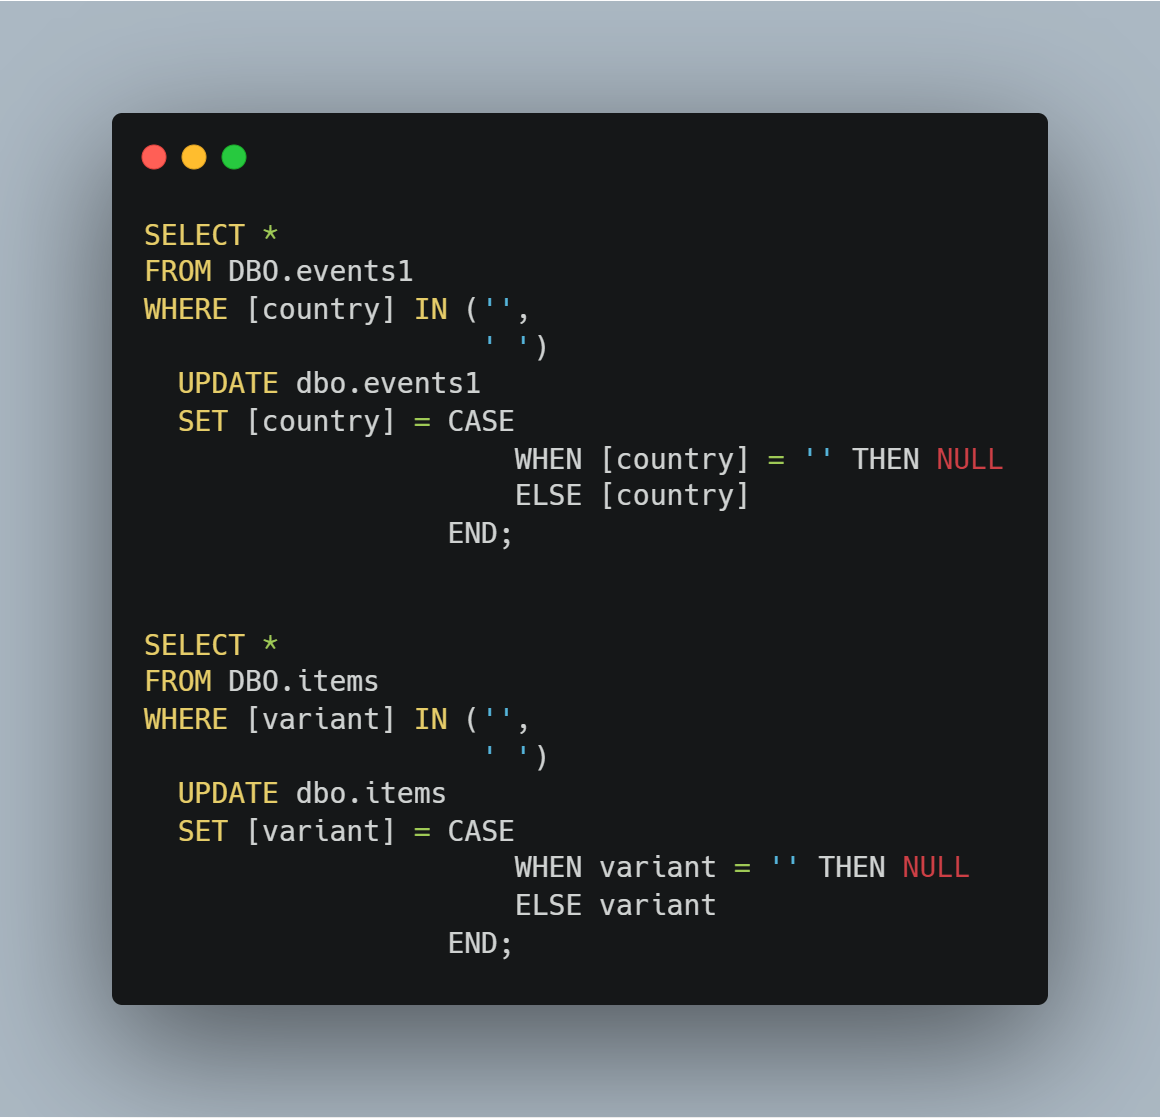 SELECT *
FROM DBO.events1
WHERE [country] IN ('',
                    ' ')
  UPDATE dbo.events1
  SET [country] = CASE
                      WHEN [country] = '' THEN NULL
                      ELSE [country]
                  END;
SELECT *
FROM DBO.items
WHERE [variant] IN ('',
                    ' ')
  UPDATE dbo.items
  SET [variant] = CASE
                      WHEN variant = '' THEN NULL
                      ELSE variant
                  END;